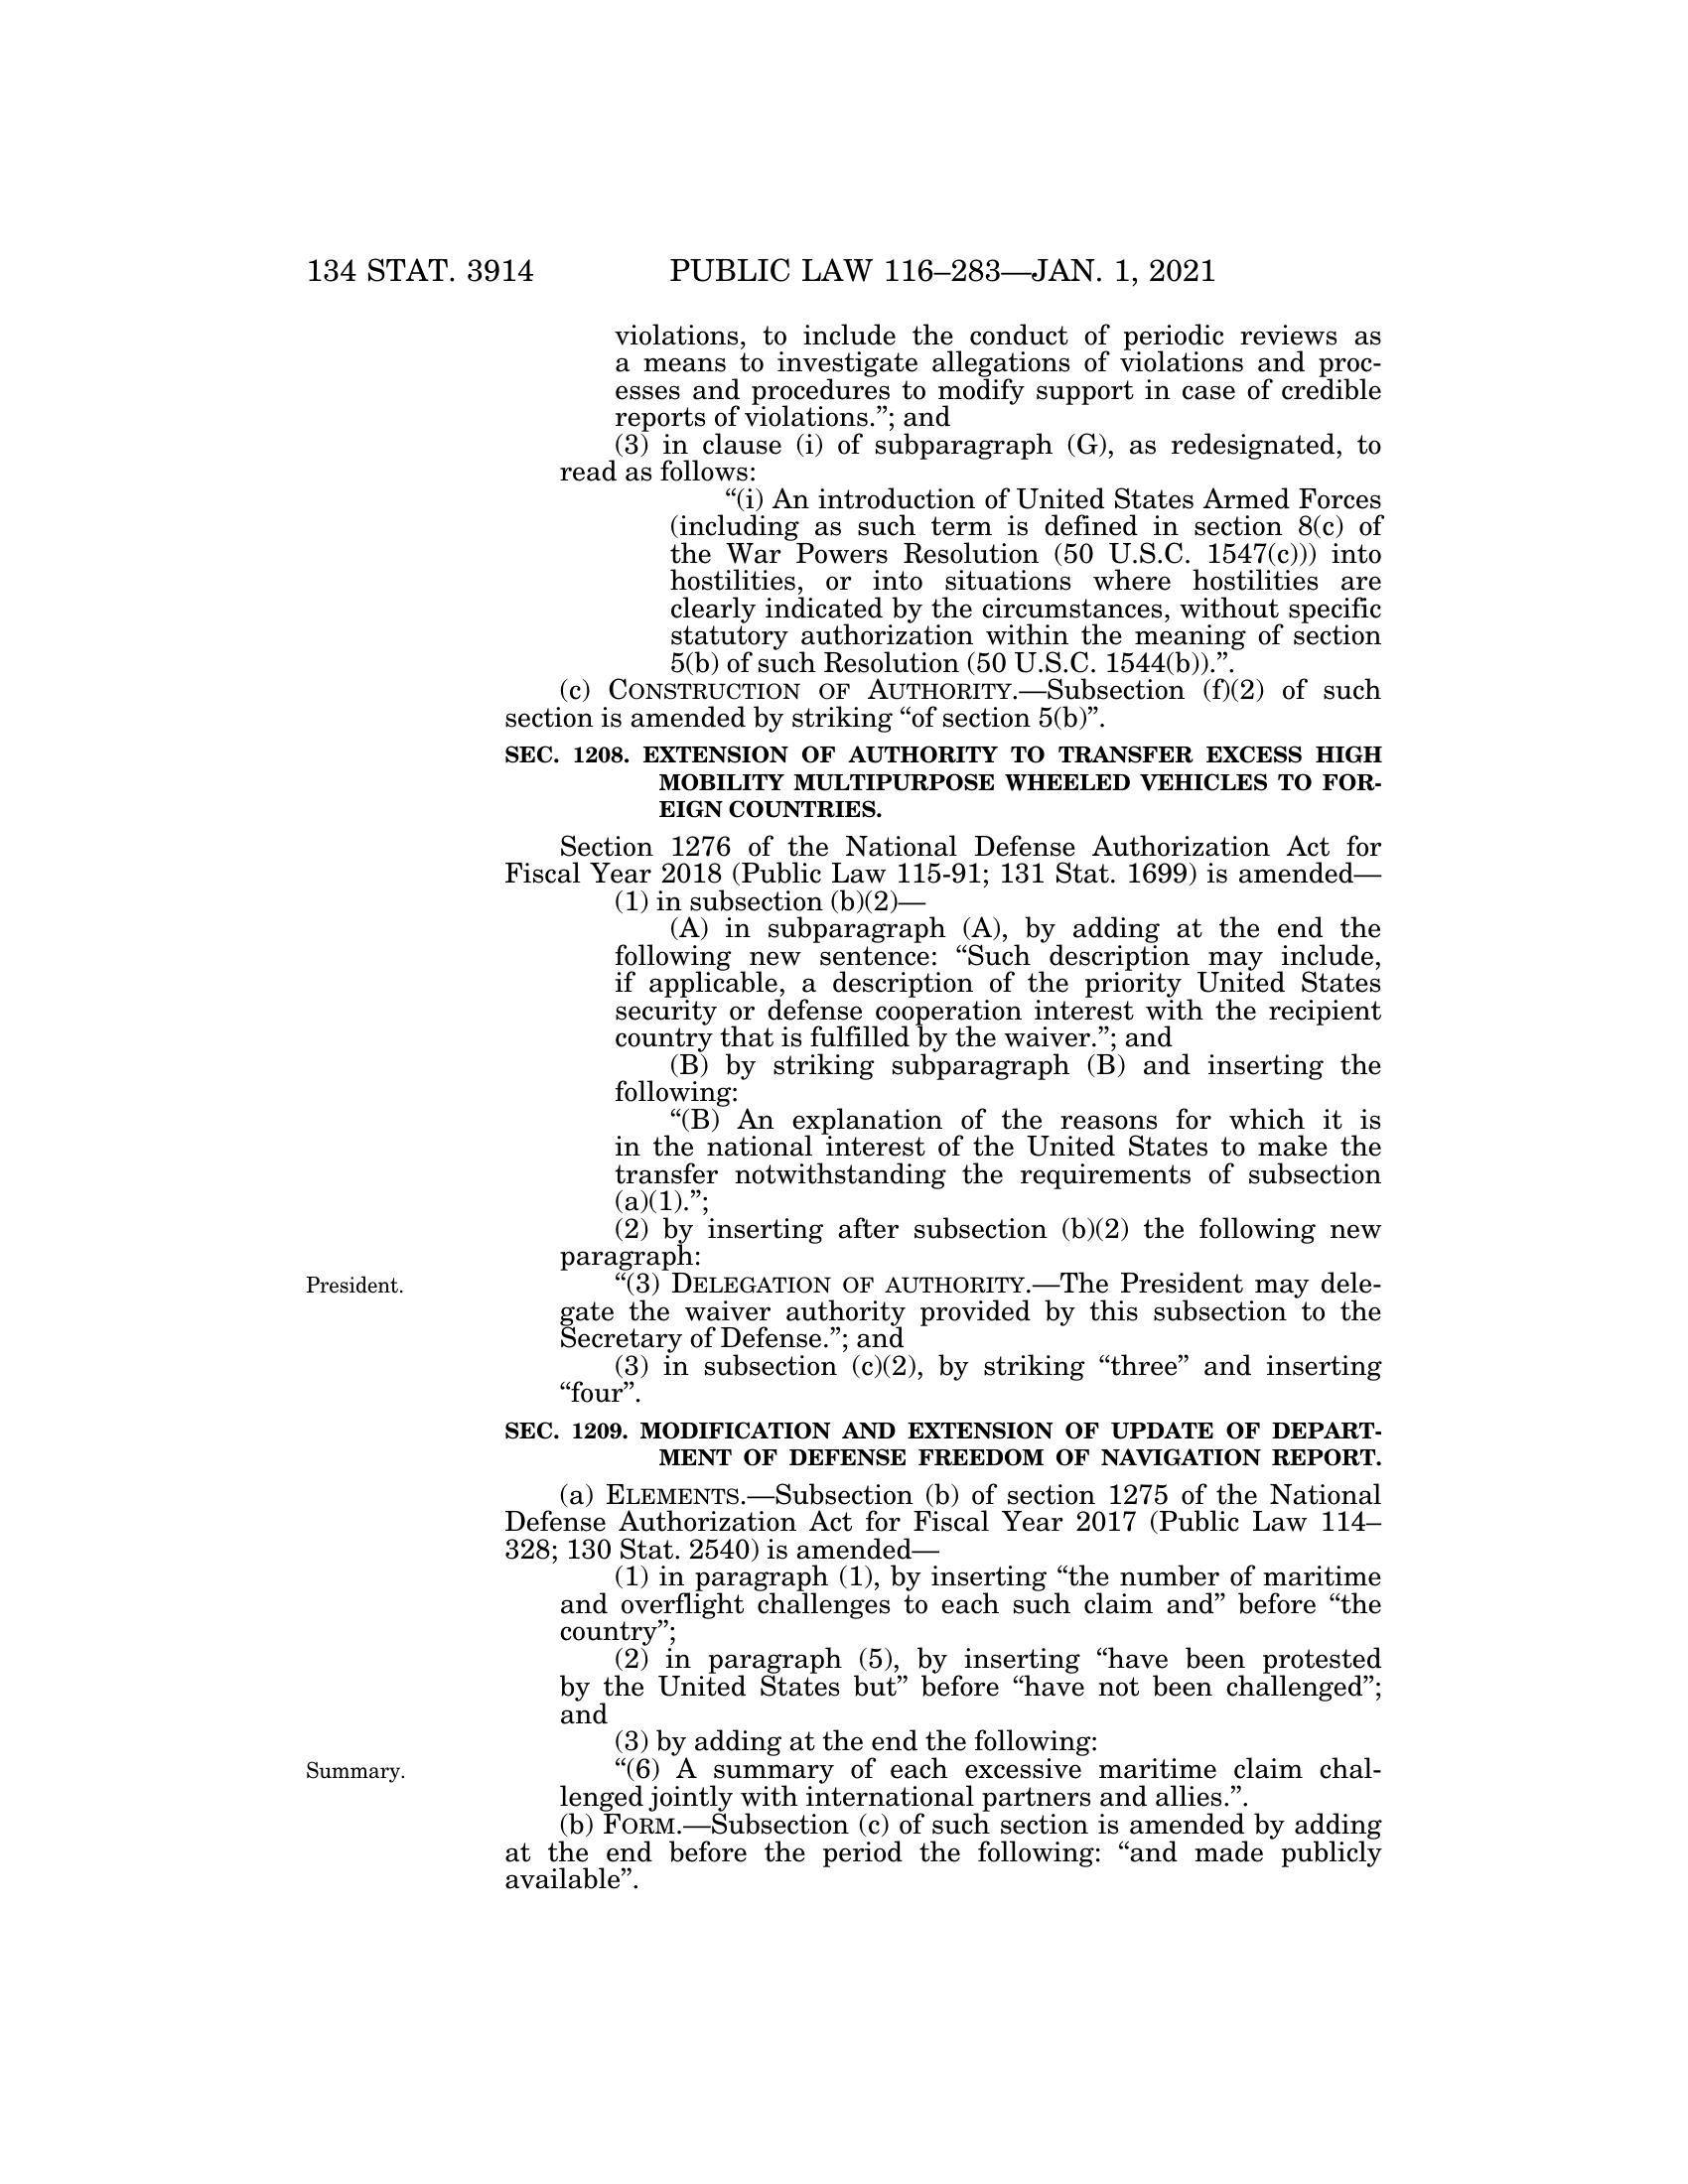 134 STAT. 3914 PUBLIC LAW 116–283—JAN. 1, 2021
violations, to include the conduct of periodic reviews as
a means to investigate allegations of violations and proc-
esses and procedures to modify support in case of credible
reports of violations.”; and
(3) in clause (i) of subparagraph (G), as redesignated, to
read as follows:
“(i) An introduction of United States Armed Forces
(including as such term is defined in section 8(c) of
the War Powers Resolution (50 U.S.C. 1547(c))) into
hostilities, or into situations where hostilities are
clearly indicated by the circumstances, without specific
statutory authorization within the meaning of section
5(b) of such Resolution (50 U.S.C. 1544(b)).”.
(c) CONSTRUCTION OF AUTHORITY.—Subsection (f)(2) of such
section is amended by striking “of section 5(b)”.
SEC. 1208. EXTENSION OF AUTHORITY TO TRANSFER EXCESS HIGH
MOBILITY MULTIPURPOSE WHEELED VEHICLES TO FOR-
EIGN COUNTRIES.
Section 1276 of the National Defense Authorization Act for
Fiscal Year 2018 (Public Law 115-91; 131 Stat. 1699) is amended—
(1) in subsection (b)(2)—
(A) in subparagraph (A), by adding at the end the
following new sentence: “Such description may include,
if applicable, a description of the priority United States
security or defense cooperation interest with the recipient
country that is fulfilled by the waiver.”; and
(B) by striking subparagraph (B) and inserting the
following:
“(B) An explanation of the reasons for which it is
in the national interest of the United States to make the
transfer notwithstanding the requirements of subsection
(a)(1).”;
(2) by inserting after subsection (b)(2) the following new
paragraph:
President. “(3) DELEGATION OF AUTHORITY.—The President may dele-
gate the waiver authority provided by this subsection to the
Secretary of Defense.”; and
(3) in subsection (c)(2), by striking “three” and inserting
“four”.
SEC. 1209. MODIFICATION AND EXTENSION OF UPDATE OF DEPART-
MENT OF DEFENSE FREEDOM OF NAVIGATION REPORT.
(a) ELEMENTS.—Subsection (b) of section 1275 of the National
Defense Authorization Act for Fiscal Year 2017 (Public Law 114–
328; 130 Stat. 2540) is amended—
(1) in paragraph (1), by inserting “the number of maritime
and overflight challenges to each such claim and” before “the
country”;
(2) in paragraph (5), by inserting “have been protested
by the United States but” before “have not been challenged”;
and
(3) by adding at the end the following:
Summary. “(6) A summary of each excessive maritime claim chal-
lenged jointly with international partners and allies.”.
(b) FORM.—Subsection (c) of such section is amended by adding
at the end before the period the following: “and made publicly
available”.